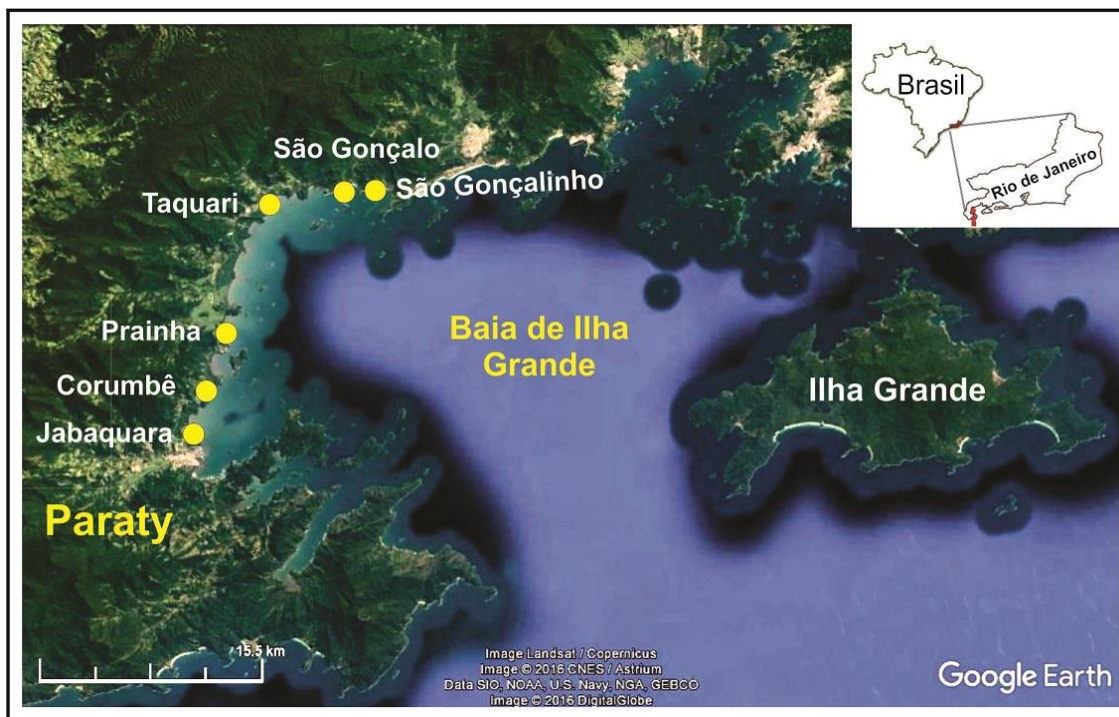 Brasil
Rio de Janeiro
São Gonçalo
São Gonçalinho
Taquari
Prainha
Corumbê
Jabaquara
Paraty
Baia de Ilha
Grande
Ilha Grande
15.5 km
Image Landsat / Copernicus
Image © 2016 CNES / Astrium
Data SIO, NOAA, U.S. Navy, NGA, GEBCO
Image © 2016 DigitalGlobe
Google Earth